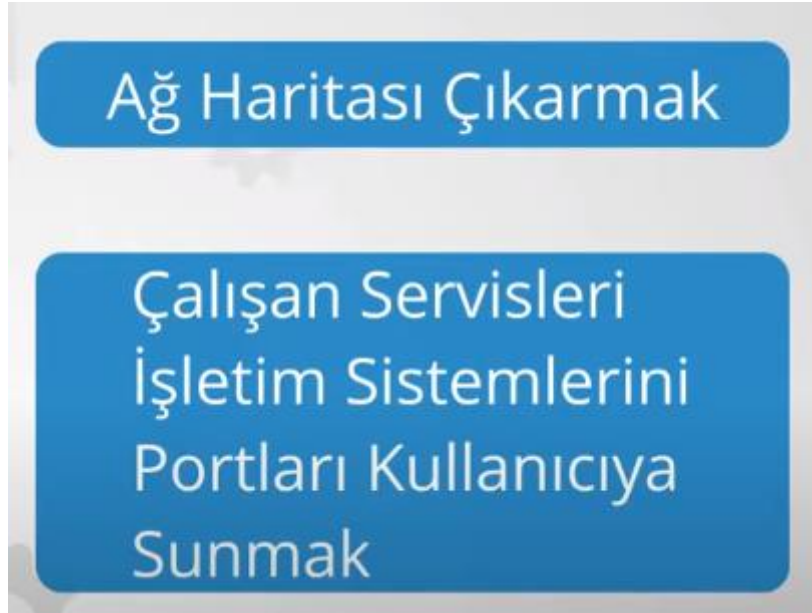 Ağ Haritası Çıkarmak
Çalışan Servisleri
İşletim Sistemlerini
Portları Kullanıcıya
Sunmak